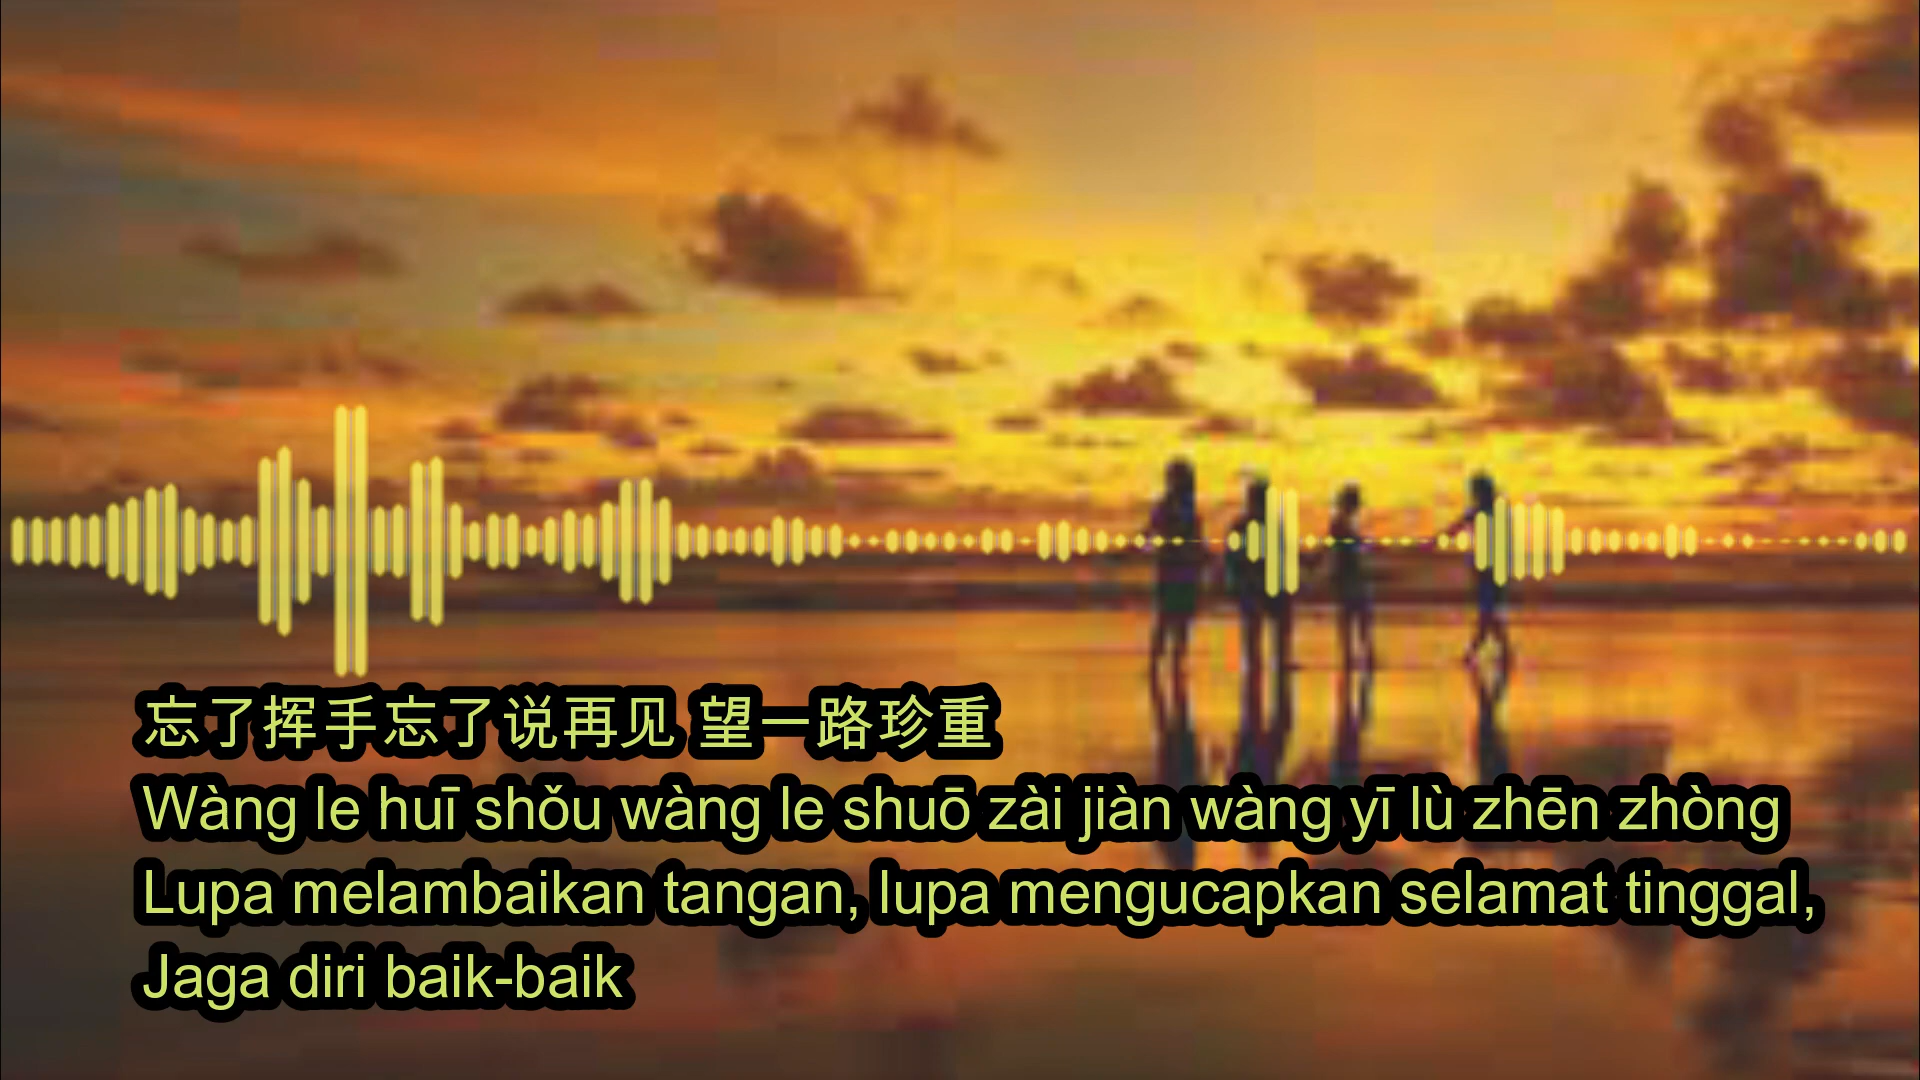 忘了挥手忘了说再见 望一路珍重
Wàng le huī shǒu wàng le shuō zài jiàn wàng yī lù zhēn zhòng
Lupa melambaikan tangan, lupa mengucapkan selamat tinggal,
Jaga diri baik-baik